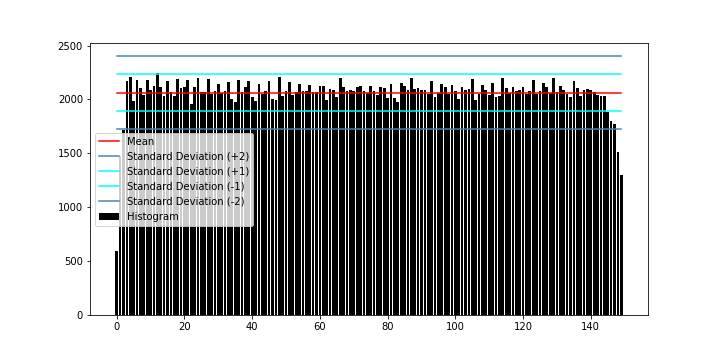 2500
2000
1500
1000
500
0
Mean
Standard Deviation (+2)
Standard Deviation (+1)
Standard Deviation (-1)
Standard Deviation (-2)
Histogram
0 20 40 60 80 100 120 140